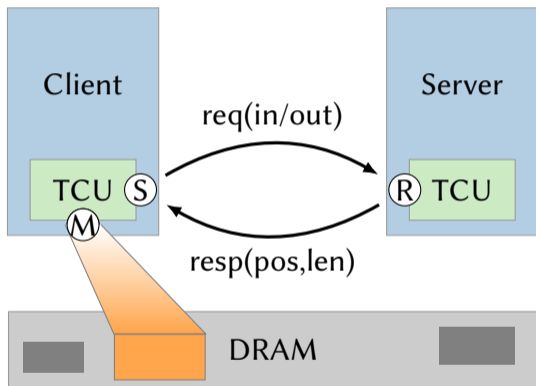 Client
Server
req(in/out)
TCU
S
R
TCU
M
resp(pos,len)
DRAM